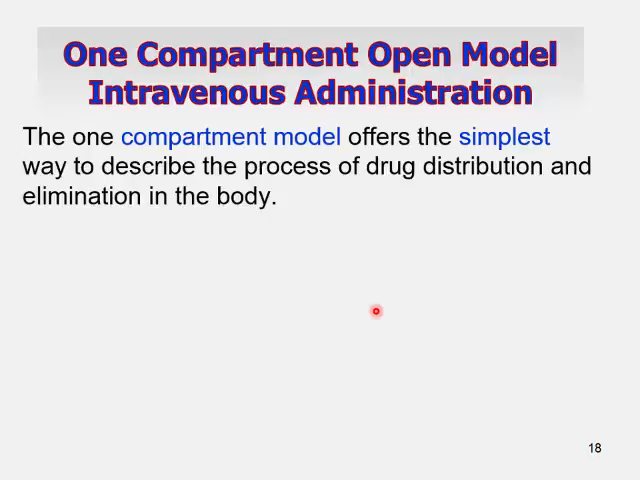 One Compartment Open Model
Intravenous Administration
The one compartment model offers the simplest
way to describe the process of drug distribution and
elimination in the body.
18